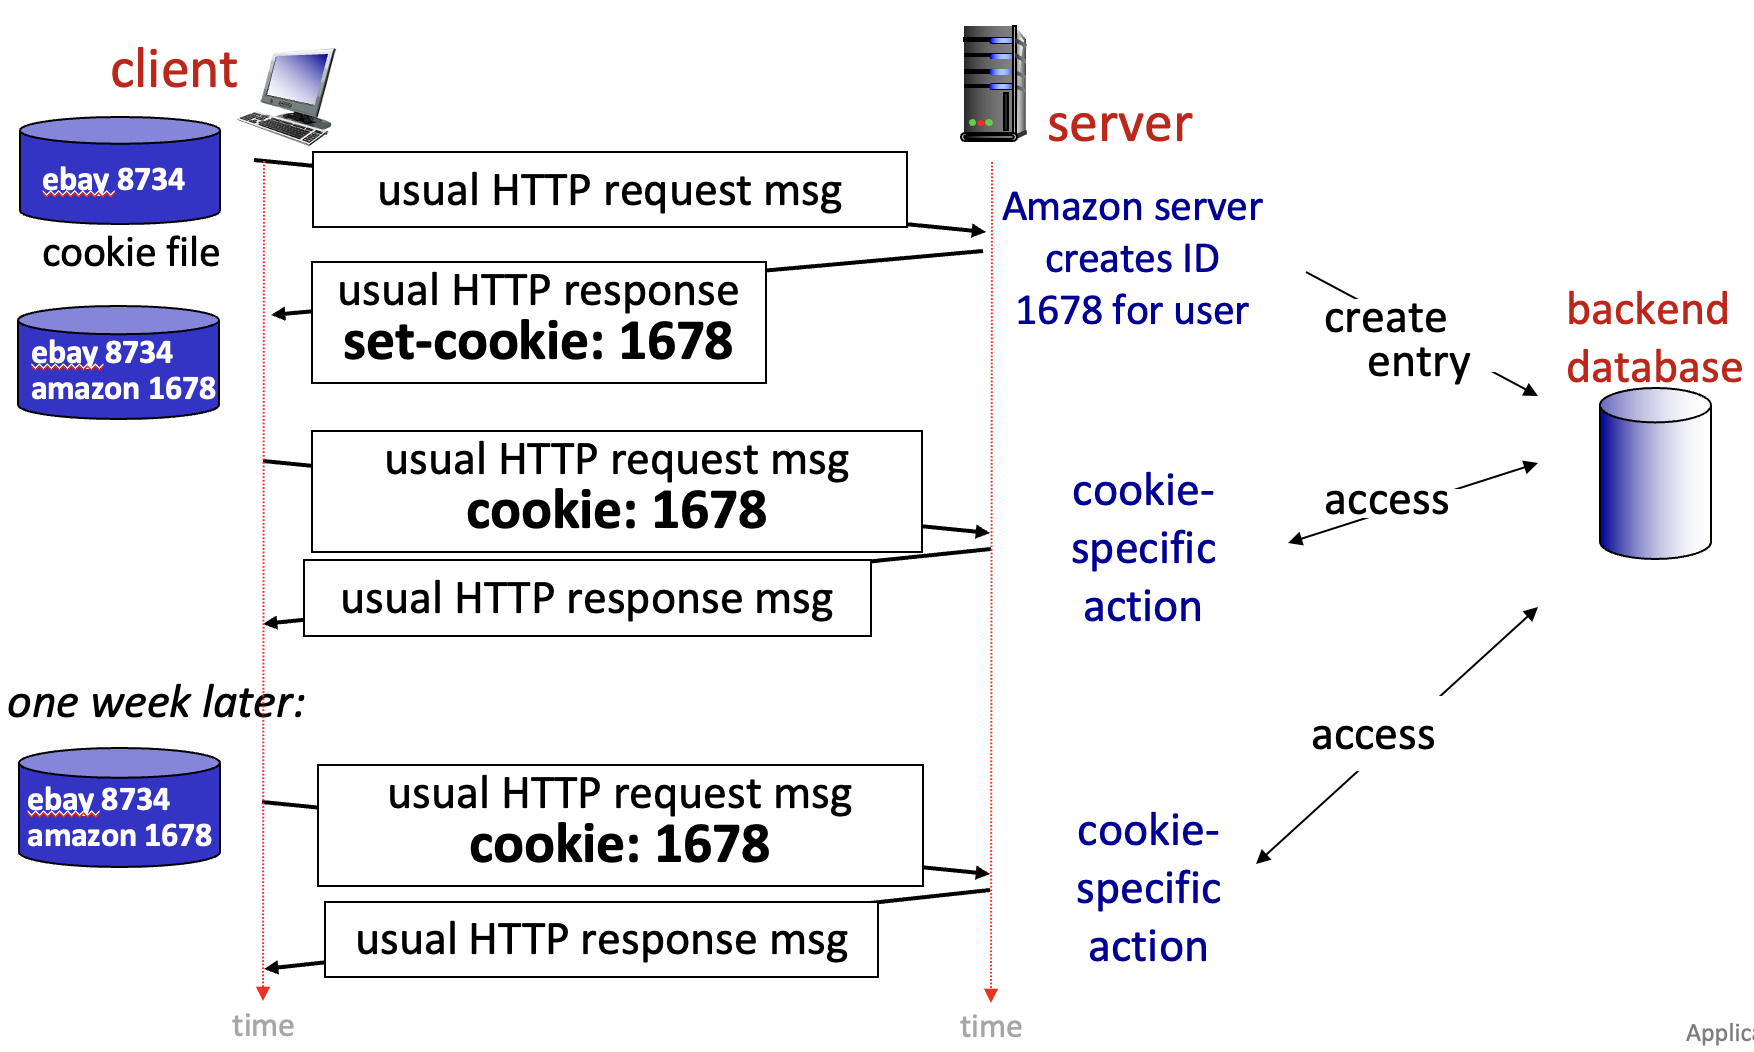 client
server
ebay 8734
cookie file
usual HTTP request msg
Amazon server
creates ID
1678 for user
usual HTTP response
set-cookie: 1678
ebay 8734
amazon 1678
create
entry
backend
database
usual HTTP request msg
cookie: 1678
cookie-
specific
action
access
usual HTTP response msg
one week later:
ebay 8734
amazon 1678
access
usual HTTP request msg
cookie: 1678
cookie-
specific
action
usual HTTP response msg
time
time
Applica